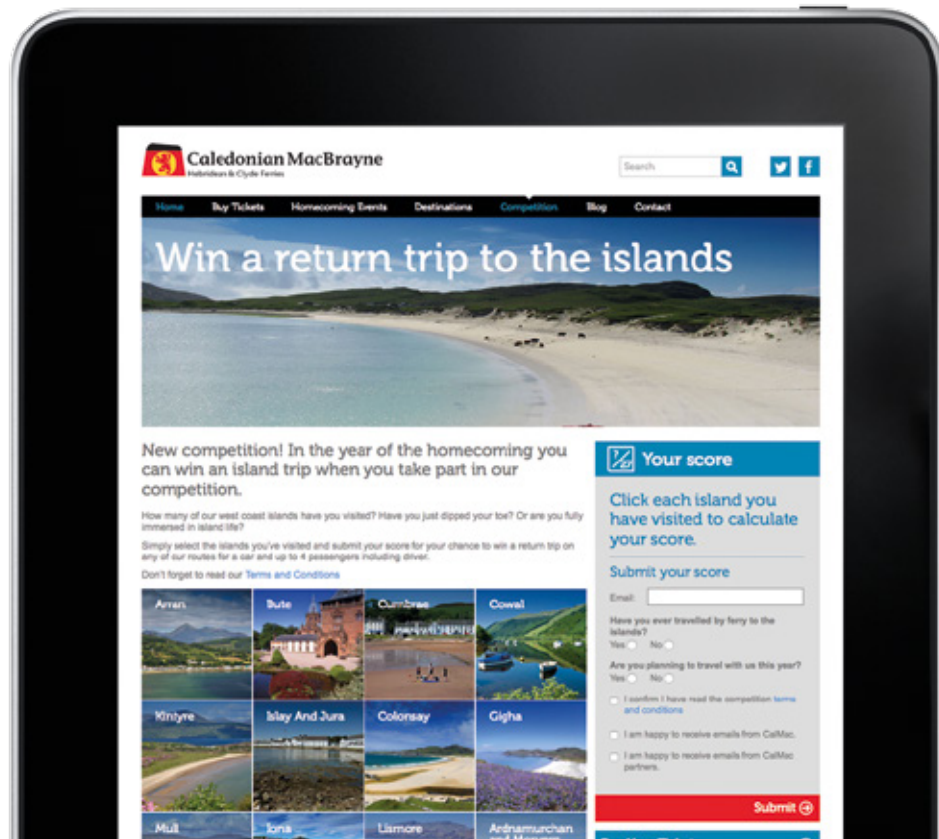 Caledonian MacBrayne
Hebridean & Clyde Ferries
Search
Home Buy Tickets Homecoming Events Destinations Competition Blog Contact
Win a return trip to the islands
New competition! In the year of the homecoming you
can win an island trip when you take part in our
competition.
How many of our west coast islands have you visited? Have you just dipped your toe? Or are you fully
immersed in island life?
Simply select the islands you've visited and submit your score for your chance to win a return trip on
any of our routes for a car and up to 4 passengers including driver.
Don't forget to read our Terms and Conditions
Arran Bute Cumbrae Cowal
Kintyre Islay And Jura Colonsay Gigha
Mull Iona Lismore Ardnamurchan
Your score
Click each island you
have visited to calculate
your score.
Submit your score
Email:
Have you ever travelled by ferry to the
islands?
Yes No
Are you planning to travel with us this year?
Yes No
I confirm I have read the competition terms
and conditions
I am happy to receive emails from CalMac.
I am happy to receive emails from CalMac
partners.
Submit